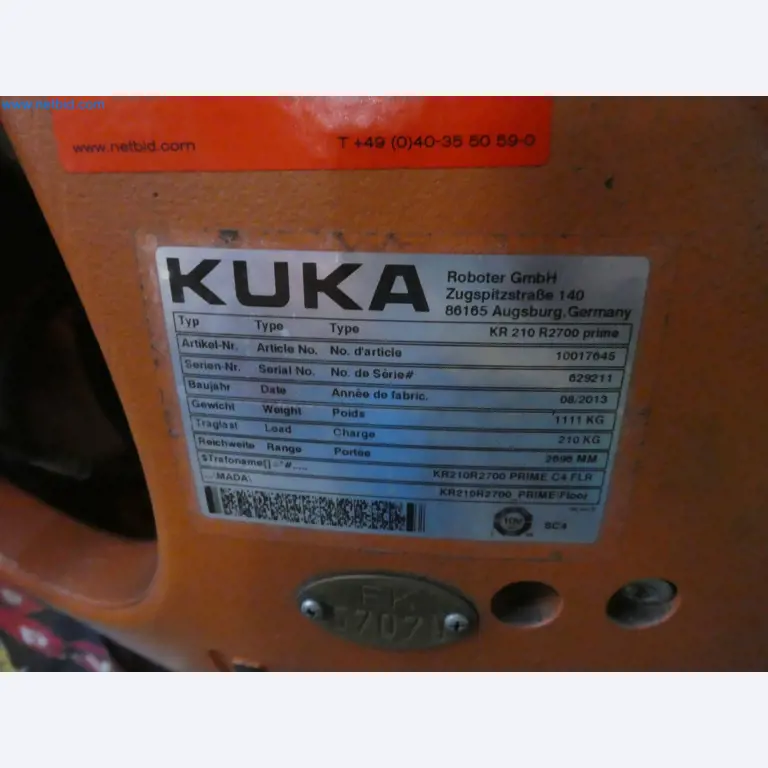 www.netbid.com
www.netbid.com T +49 (0)40-35 50 59-0
KUKA
Roboter GmbH
Zugspitzstraße 140
86165 Augsburg, Germany
Typ Type Type KR 210 R2700 prime
Artikel-Nr. Article No. No. d'article 10017645
Serien-Nr. Serial No. No. de Série# 629211
Baujahr Date Année de fabric. 08/2013
Gewicht Weight Poids 1111 KG
Traglast Load Charge 210 KG
Reichweite Range Portée 2696 MM
$Trafoname[]="#.... KR210R2700 PRIME C4 FLR
...\MADA\ KR210R2700_PRIME\Floor
TÜV
SC4
FK